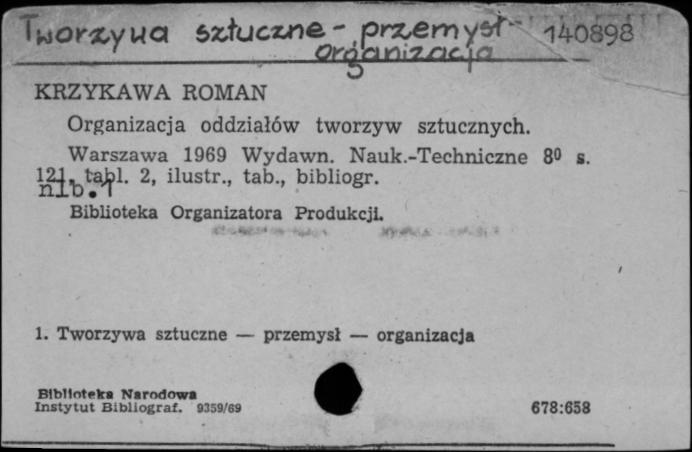 Tworzywa sztuczne - przemysł - 140898
organizacja
KRZYKAWA ROMAN
Organizacja oddziałów tworzyw sztucznych.
Warszawa 1969 Wydawn. Nauk.-Techniczne 8⁰ s.
121, tabl. 2, ilustr., tab., bibliogr.
nlb. 1
Biblioteka Organizatora Produkcji.
1. Tworzywa sztuczne — przemysł — organizacja
Biblioteka Narodowa
Instytut Bibliograf. 9359/69 678:658